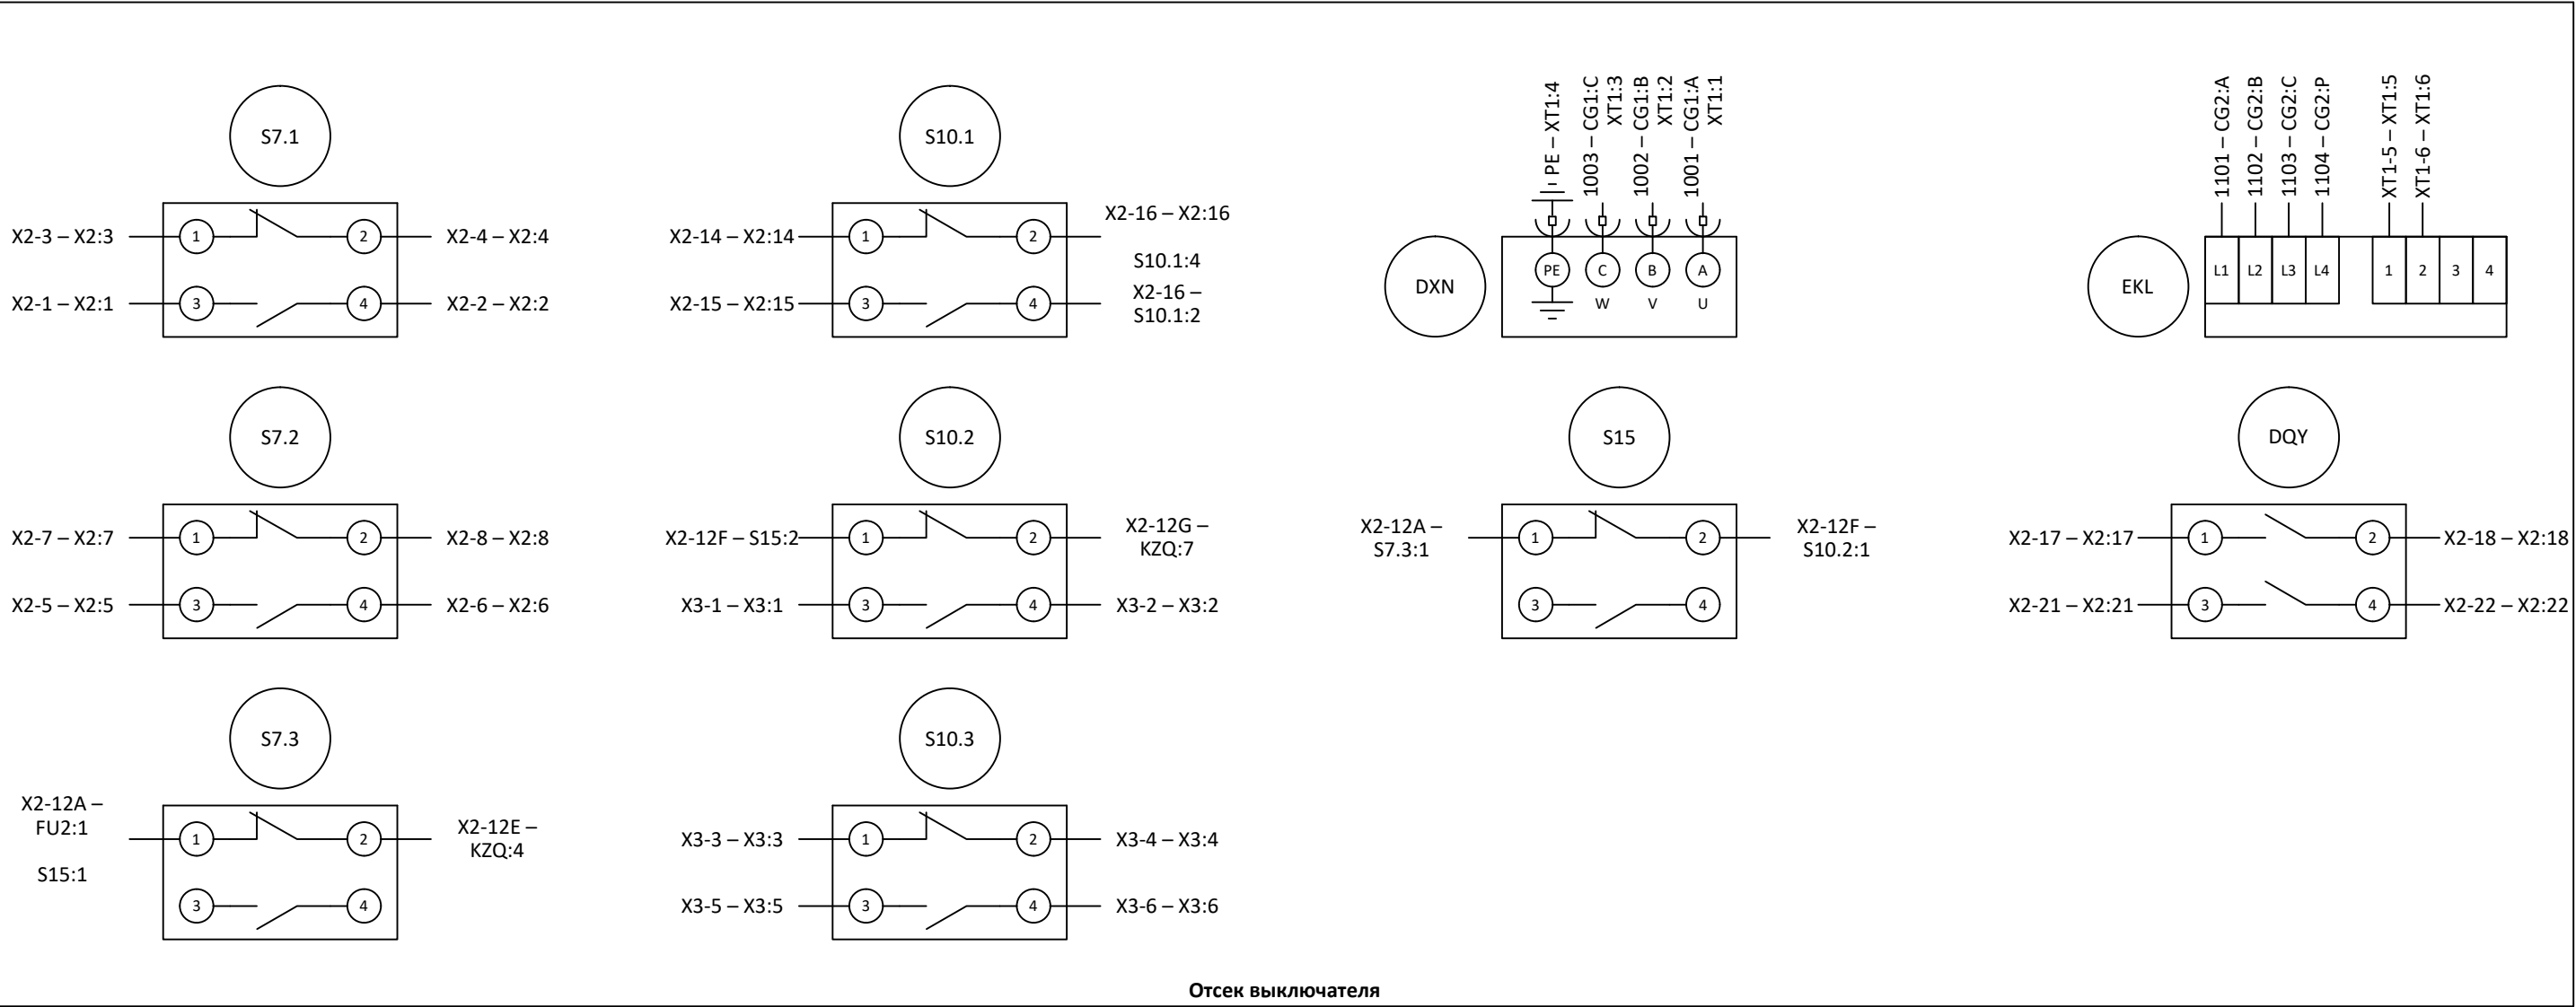 S7.1
X2-3 – X2:3
1
2
X2-4 – X2:4
X2-1 – X2:1
3
4
X2-2 – X2:2
S10.1
X2-14 – X2:14
1
2
X2-16 – X2:16
S10.1:4
X2-15 – X2:15
3
4
X2-16 –
S10.1:2
PE – XT1:4
1003 – CG1:C
XT1:3
1002 – CG1:B
XT1:2
1001 – CG1:A
XT1:1
DXN
PE
C
B
A
W
V
U
1101 – CG2:A
1102 – CG2:B
1103 – CG2:C
1104 – CG2:P
XT1-5 – XT1:5
XT1-6 – XT1:6
EKL
L1
L2
L3
L4
1
2
3
4
S7.2
X2-7 – X2:7
1
2
X2-8 – X2:8
X2-5 – X2:5
3
4
X2-6 – X2:6
S10.2
X2-12F – S15:2
1
2
X2-12G –
KZQ:7
X3-1 – X3:1
3
4
X3-2 – X3:2
S15
X2-12A –
S7.3:1
1
2
X2-12F –
S10.2:1
3
4
DQY
X2-17 – X2:17
1
2
X2-18 – X2:18
X2-21 – X2:21
3
4
X2-22 – X2:22
S7.3
X2-12A –
FU2:1
S15:1
1
2
X2-12E –
KZQ:4
3
4
S10.3
X3-3 – X3:3
1
2
X3-4 – X3:4
X3-5 – X3:5
3
4
X3-6 – X3:6
Отсек выключателя